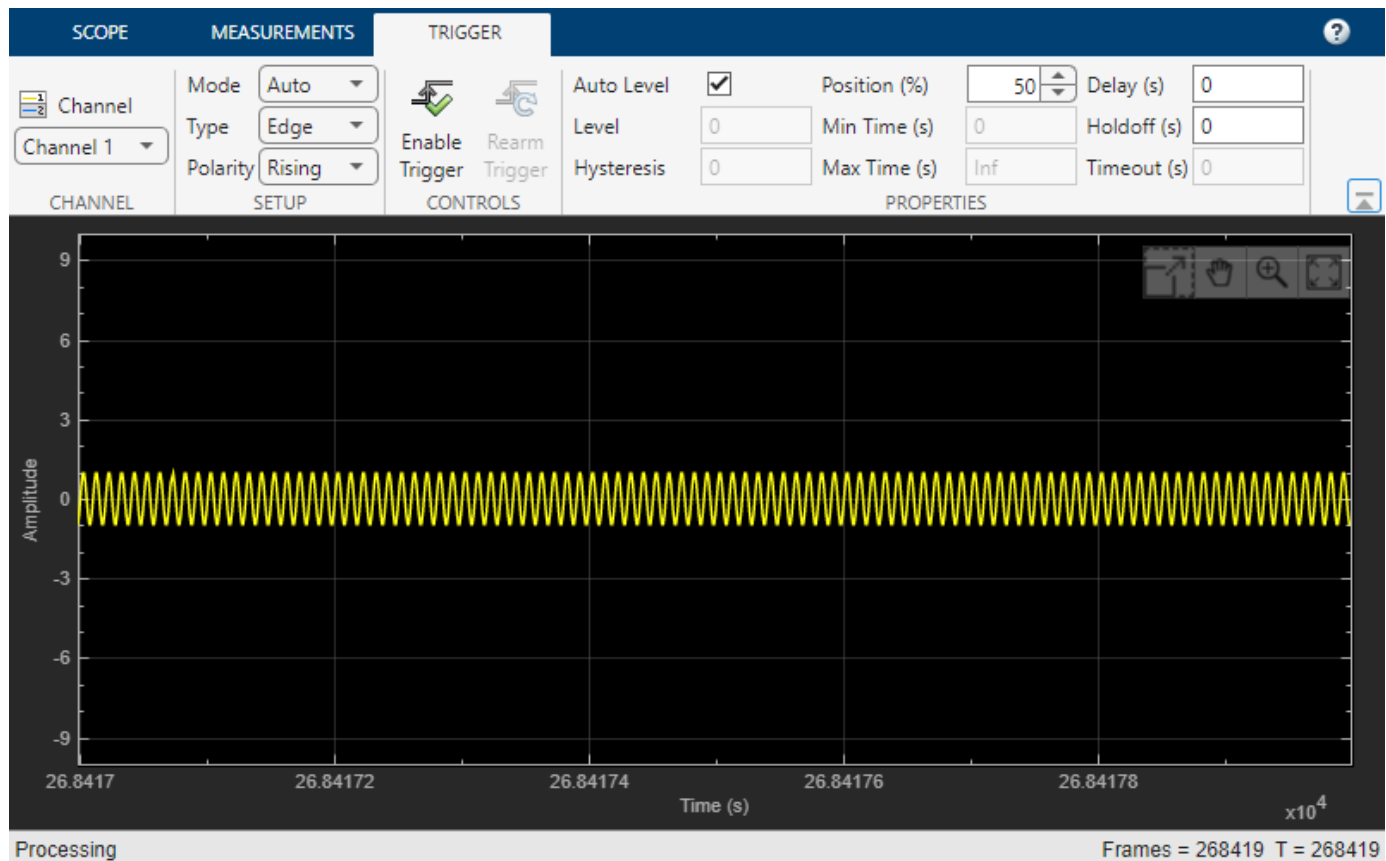 SCOPE MEASUREMENTS TRIGGER ?
Channel
Channel 1
CHANNEL
Mode Auto
Type Edge
Polarity Rising
SETUP
Enable Trigger
Rearm Trigger
CONTROLS
Auto Level Position (%) 50 Delay (s) 0
Level 0 Min Time (s) 0 Holdoff (s) 0
Hysteresis 0 Max Time (s) Inf Timeout (s) 0
PROPERTIES
9
6
3
0
-3
-6
-9
Amplitude
26.8417 26.84172 26.84174 26.84176 26.84178
Time (s)
x10^4
Processing Frames = 268419 T = 268419